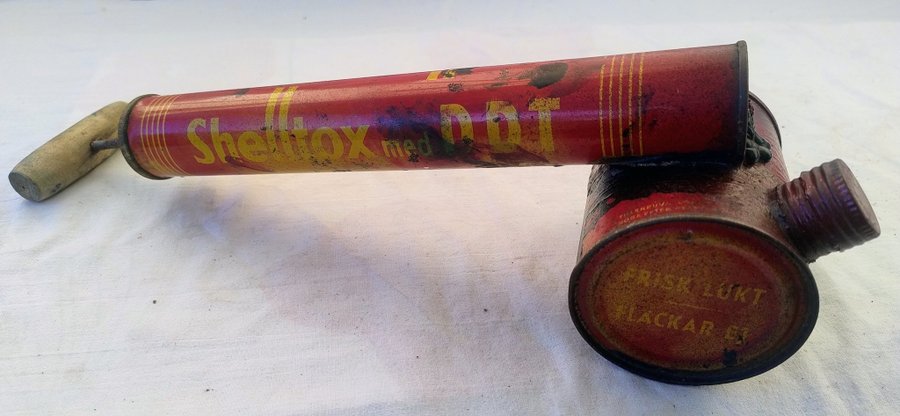 Shelltox med DDT
FRISK LUKT
FLÄCKAR EJ